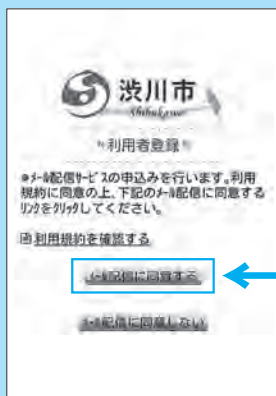 渋川市
Shibukawa
利用者登録
●ﾒｰﾙ配信ｻｰﾋﾞｽの申込みを行います｡利用
規約に同意の上､下記のﾒｰﾙ配信に同意する
ﾘﾝｸをｸﾘｯｸしてください。
利用規約を確認する
ﾒｰﾙ配信に同意する
ﾒｰﾙ配信に同意しない